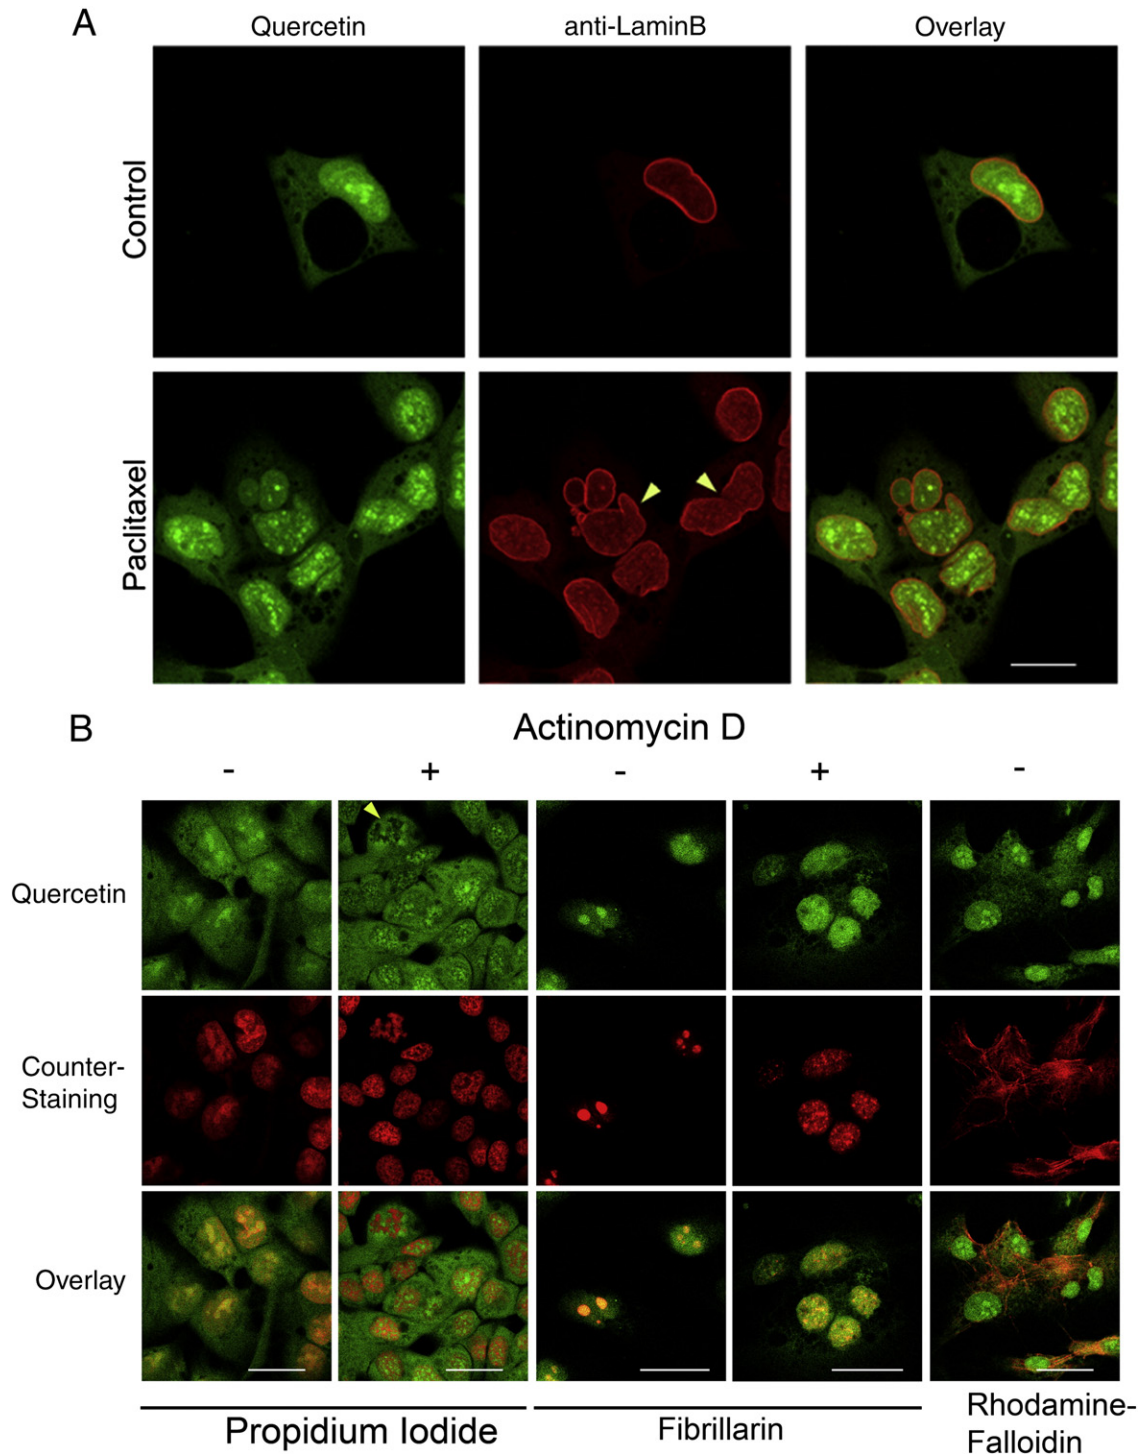 A
Quercetin anti-LaminB Overlay
Control
Paclitaxel
B
Actinomycin D
- + - + -
Quercetin
Counter-
Staining
Overlay
Propidium Iodide
Fibrillarin
Rhodamine-
Falloidin